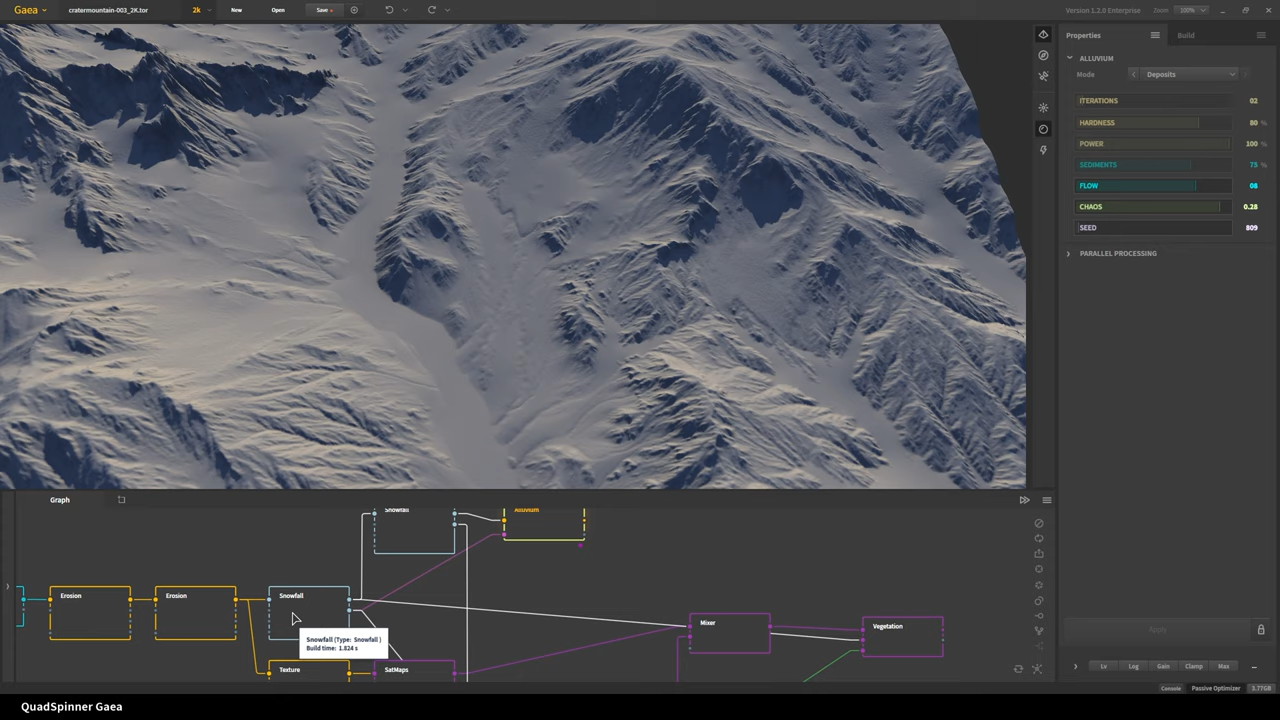 Gaea cratermountain-003_2K.tor 2k New Open Save Version 1.2.0 Enterprise Zoom 100%
Properties Build
ALLUVIUM
Mode Deposits
ITERATIONS 02
HARDNESS 80 %
POWER 100 %
SEDIMENTS 75 %
FLOW 08
CHAOS 0.28
SEED 809
PARALLEL PROCESSING
Graph
Snowfall Alluvium
Erosion Erosion Snowfall
Mixer Vegetation
Snowfall (Type: Snowfall )
Build time: 1.824 s
Texture SatMaps
Apply
Lv Log Gain Clamp Max
Console Passive Optimizer 3.77GB
QuadSpinner Gaea